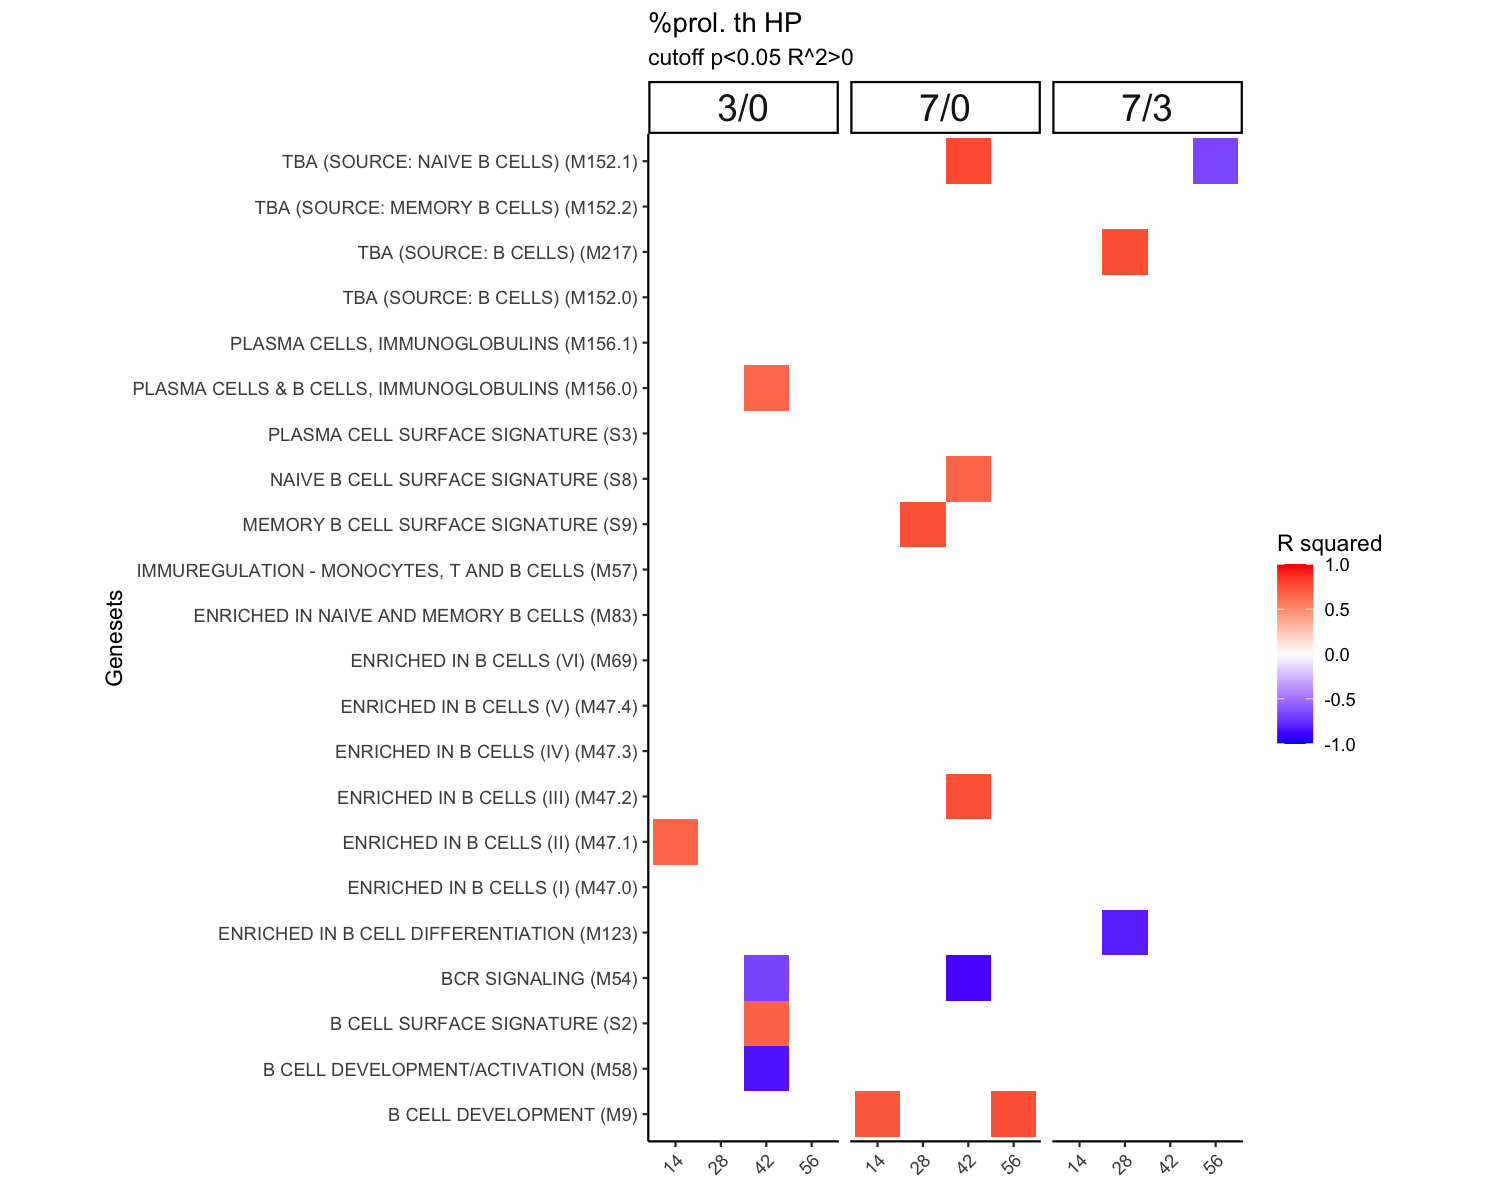 %prol. th HP
cutoff p<0.05 R^2>0
3/0 7/0 7/3
TBA (SOURCE: NAIVE B CELLS) (M152.1)
TBA (SOURCE: MEMORY B CELLS) (M152.2)
TBA (SOURCE: B CELLS) (M217)
TBA (SOURCE: B CELLS) (M152.0)
PLASMA CELLS, IMMUNOGLOBULINS (M156.1)
PLASMA CELLS & B CELLS, IMMUNOGLOBULINS (M156.0)
PLASMA CELL SURFACE SIGNATURE (S3)
NAIVE B CELL SURFACE SIGNATURE (S8)
MEMORY B CELL SURFACE SIGNATURE (S9)
IMMUREGULATION - MONOCYTES, T AND B CELLS (M57)
ENRICHED IN NAIVE AND MEMORY B CELLS (M83)
ENRICHED IN B CELLS (VI) (M69)
ENRICHED IN B CELLS (V) (M47.4)
ENRICHED IN B CELLS (IV) (M47.3)
ENRICHED IN B CELLS (III) (M47.2)
ENRICHED IN B CELLS (II) (M47.1)
ENRICHED IN B CELLS (I) (M47.0)
ENRICHED IN B CELL DIFFERENTIATION (M123)
BCR SIGNALING (M54)
B CELL SURFACE SIGNATURE (S2)
B CELL DEVELOPMENT/ACTIVATION (M58)
B CELL DEVELOPMENT (M9)
Genesets
14 28 42 56 14 28 42 56 14 28 42 56
R squared
1.0
0.5
0.0
-0.5
-1.0